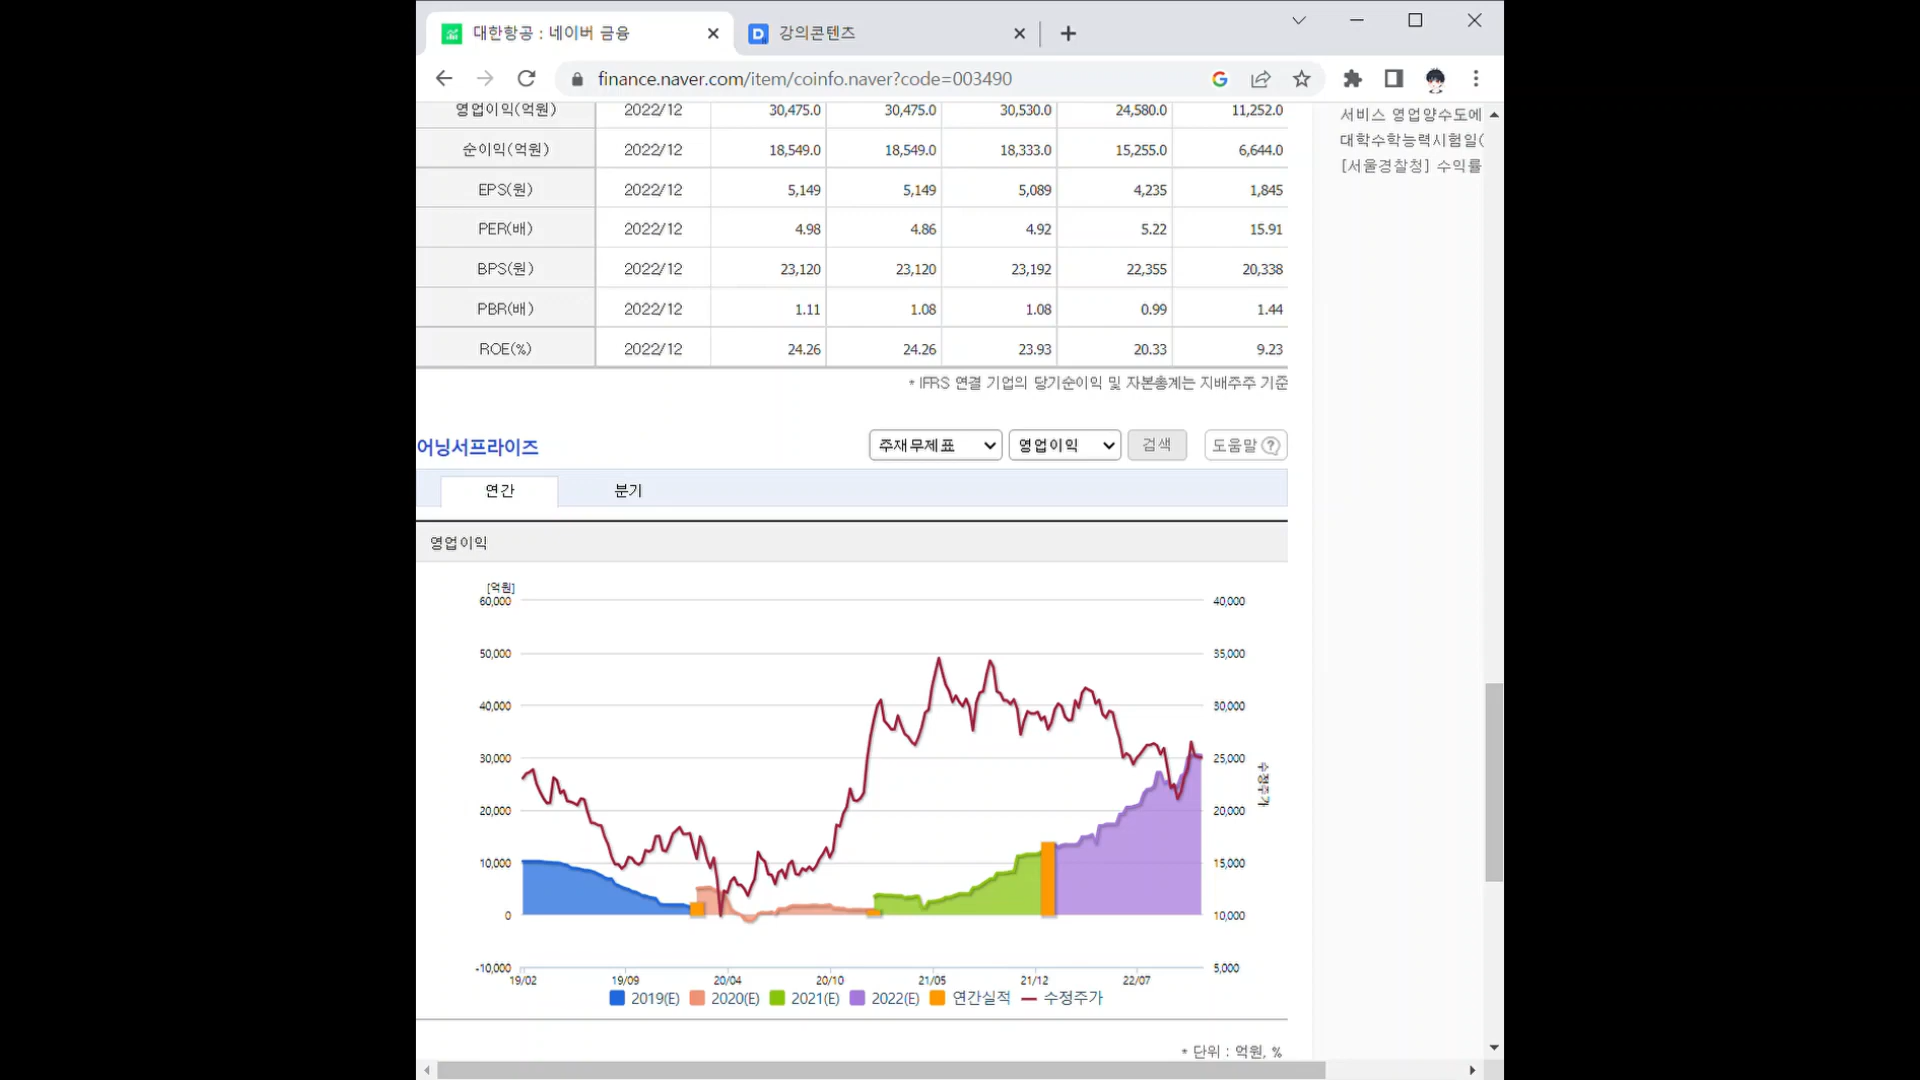 대한항공 : 네이버 금융
강의콘텐츠
finance.naver.com/item/coinfo.naver?code=003490
영업이익(억원) 2022/12 30,475.0 30,475.0 30,530.0 24,580.0 11,252.0
순이익(억원) 2022/12 18,549.0 18,549.0 18,333.0 15,255.0 6,644.0
EPS(원) 2022/12 5,149 5,149 5,089 4,235 1,845
PER(배) 2022/12 4.98 4.86 4.92 5.22 15.91
BPS(원) 2022/12 23,120 23,120 23,192 22,355 20,338
PBR(배) 2022/12 1.11 1.08 1.08 0.99 1.44
ROE(%) 2022/12 24.26 24.26 23.93 20.33 9.23
* IFRS 연결 기업의 당기순이익 및 자본총계는 지배주주 기준
서비스 영업양수도에
대학수학능력시험일(
[서울경찰청] 수익률
어닝서프라이즈 주재무제표 영업이익 검색 도움말 ?
연간 분기
영업이익
[억원]
60,000 40,000
50,000 35,000
40,000 30,000
30,000 25,000
수정주가
20,000 20,000
10,000 15,000
0 10,000
-10,000 5,000
19/02 19/09 20/04 20/10 21/05 21/12 22/07
2019(E) 2020(E) 2021(E) 2022(E) 연간실적 수정주가
* 단위 : 억원, %